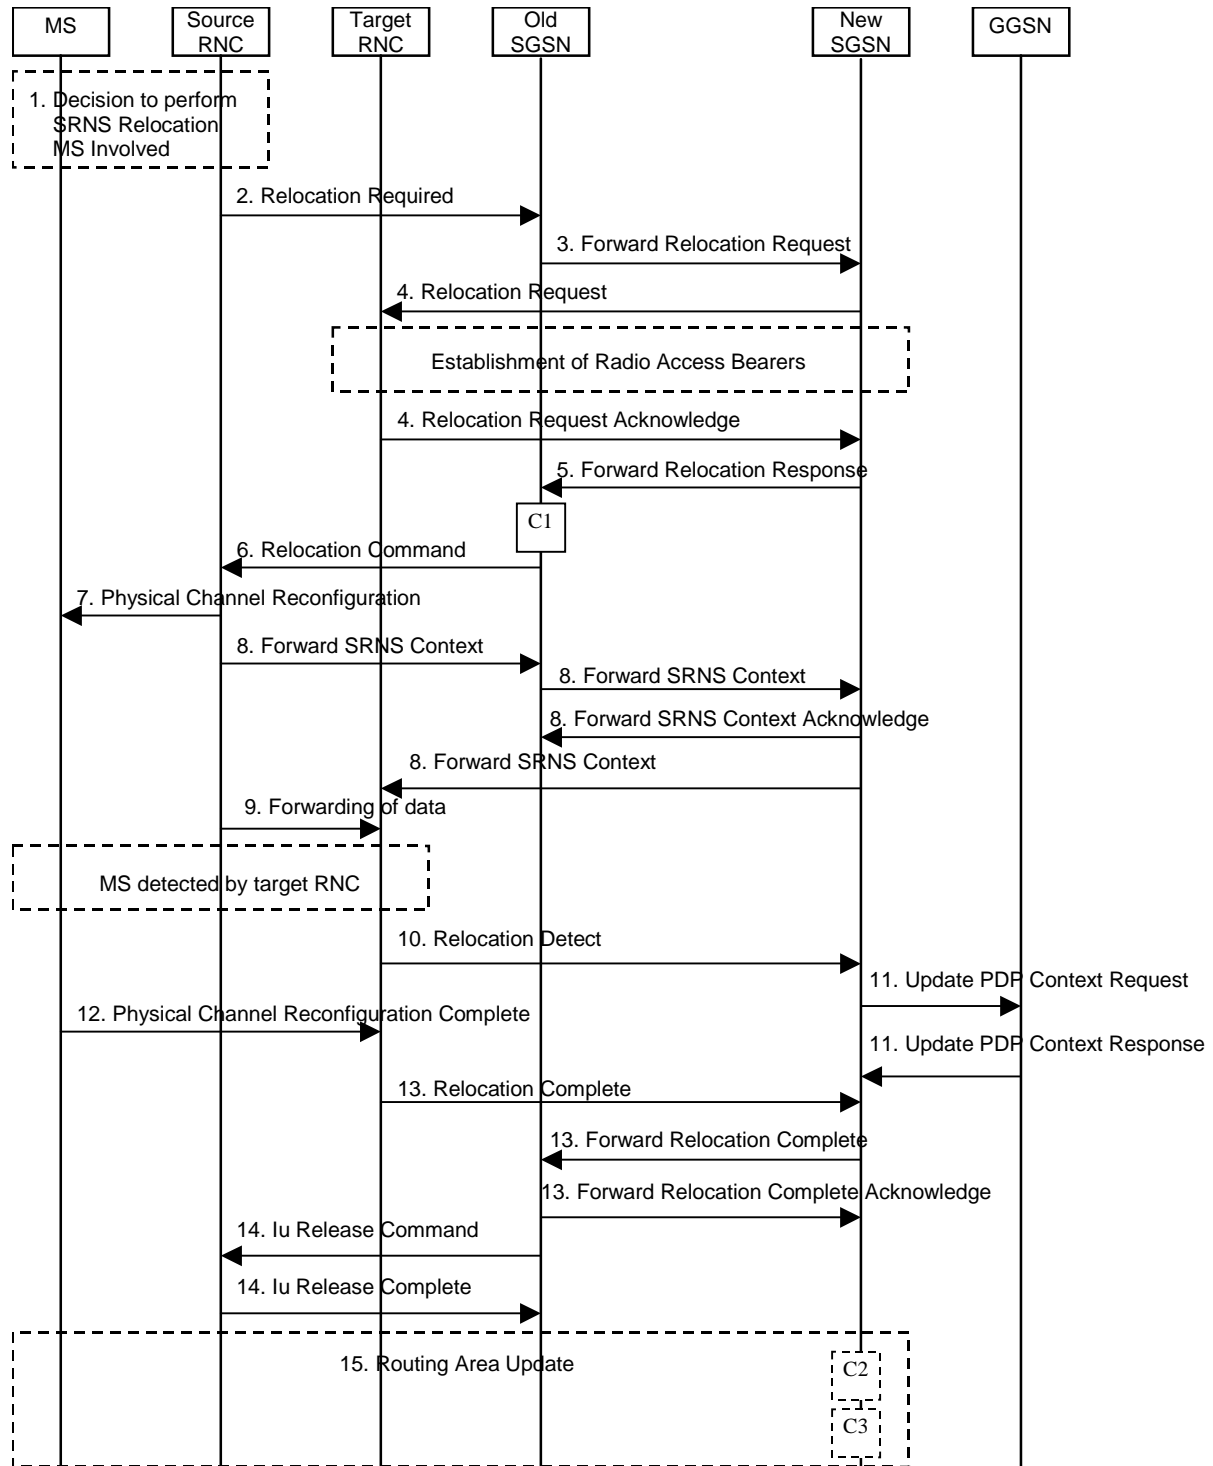 MS
Source
RNC
Target
RNC
Old
SGSN
New
SGSN
GGSN
1. Decision to perform
SRNS Relocation
MS Involved
2. Relocation Required
3. Forward Relocation Request
4. Relocation Request
Establishment of Radio Access Bearers
4. Relocation Request Acknowledge
5. Forward Relocation Response
C1
6. Relocation Command
7. Physical Channel Reconfiguration
8. Forward SRNS Context
8. Forward SRNS Context
8. Forward SRNS Context Acknowledge
8. Forward SRNS Context
9. Forwarding of data
MS detected by target RNC
10. Relocation Detect
11. Update PDP Context Request
12. Physical Channel Reconfiguration Complete
11. Update PDP Context Response
13. Relocation Complete
13. Forward Relocation Complete
13. Forward Relocation Complete Acknowledge
14. Iu Release Command
14. Iu Release Complete
15. Routing Area Update
C2
C3